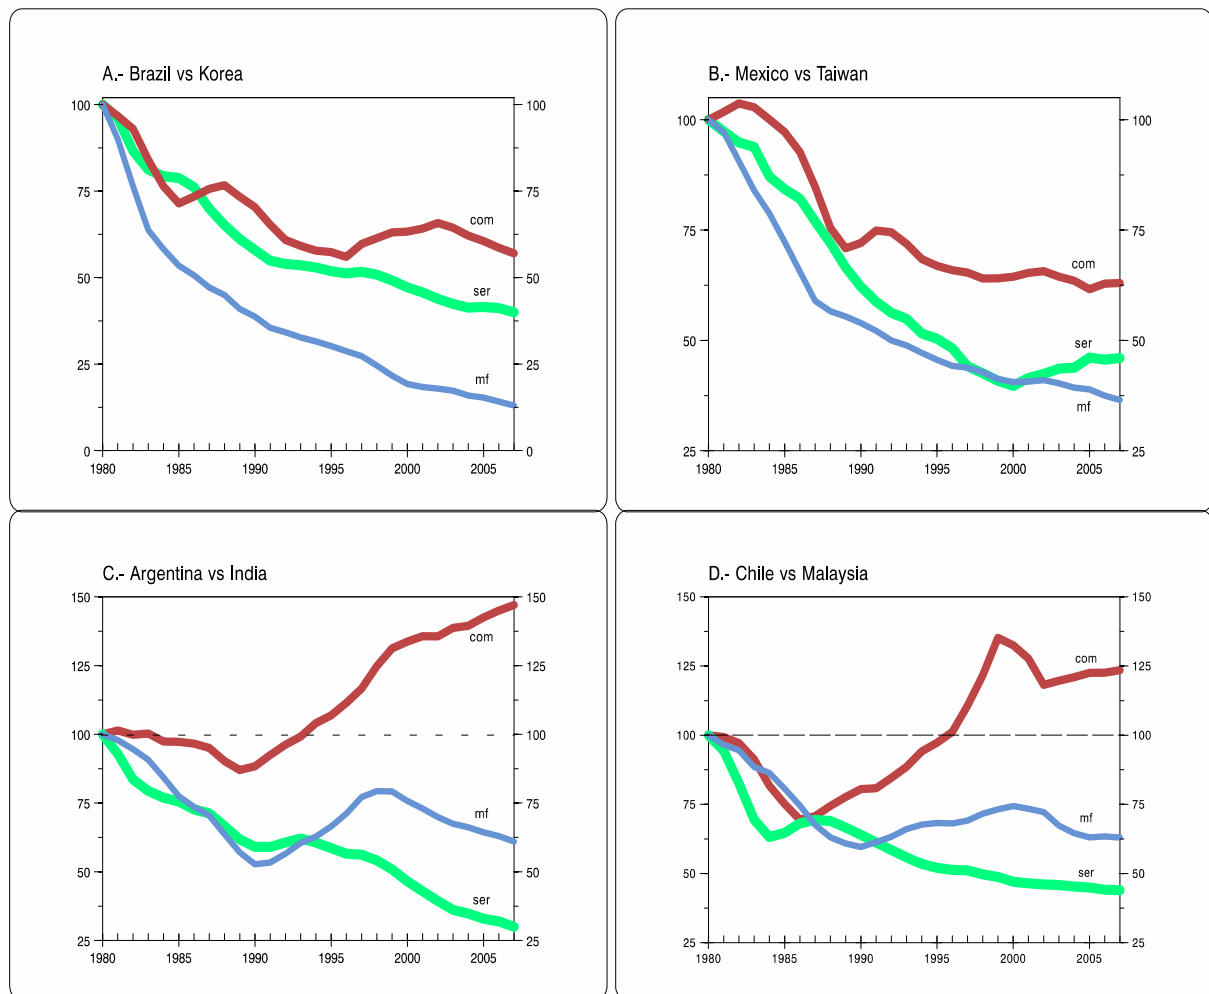 A.- Brazil vs Korea
100 100
75 75
com
50 50
ser
25 25
mf
0 0
1980 1985 1990 1995 2000 2005
B.- Mexico vs Taiwan
100 100
75 75
com
50 50
ser
mf
25 25
1980 1985 1990 1995 2000 2005
C.- Argentina vs India
150 150
com
125 125
100 100
75 75
mf
50 50
ser
25 25
1980 1985 1990 1995 2000 2005
D.- Chile vs Malaysia
150 150
com
125 125
100 100
75 75
mf
50 50
ser
25 25
1980 1985 1990 1995 2000 2005